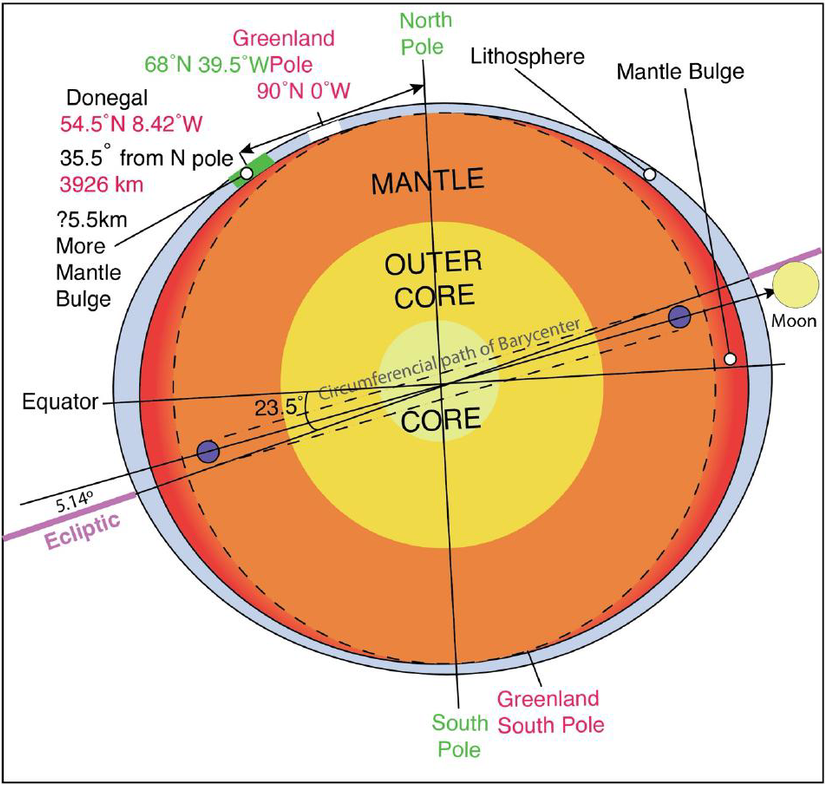 North
Pole
Greenland
68°N 39.5°WPole
90°N 0°W
Lithosphere
Mantle Bulge
Donegal
54.5°N 8.42°W
35.5° from N pole
3926 km
?5.5km
More
Mantle
Bulge
MANTLE
OUTER
CORE
Circumferencial path of Barycenter
Moon
Equator
23.5°
CORE
5.14º
Ecliptic
Greenland
South Pole
South
Pole